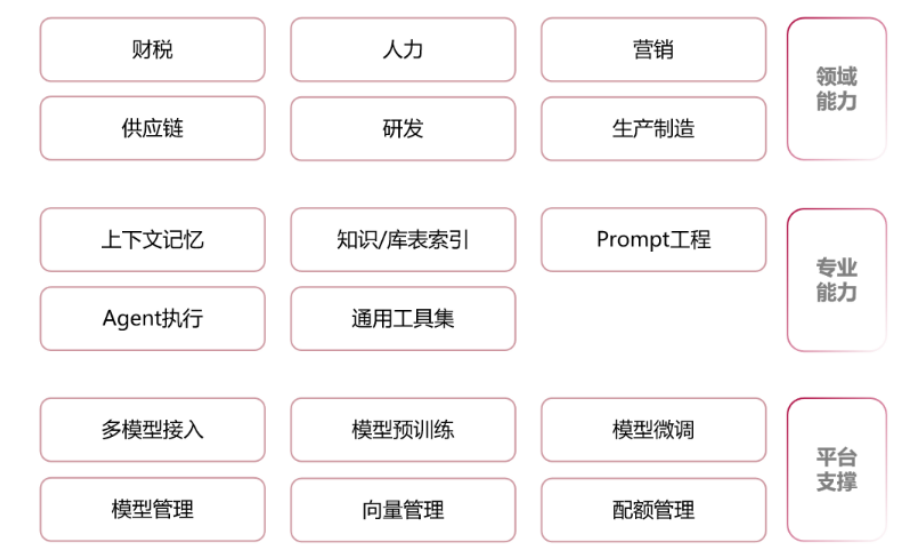 财税
人力
营销
领域
能力
供应链
研发
生产制造
上下文记忆
知识/库表索引
Prompt工程
专业
能力
Agent执行
通用工具集
多模型接入
模型预训练
模型微调
平台
支撑
模型管理
向量管理
配额管理